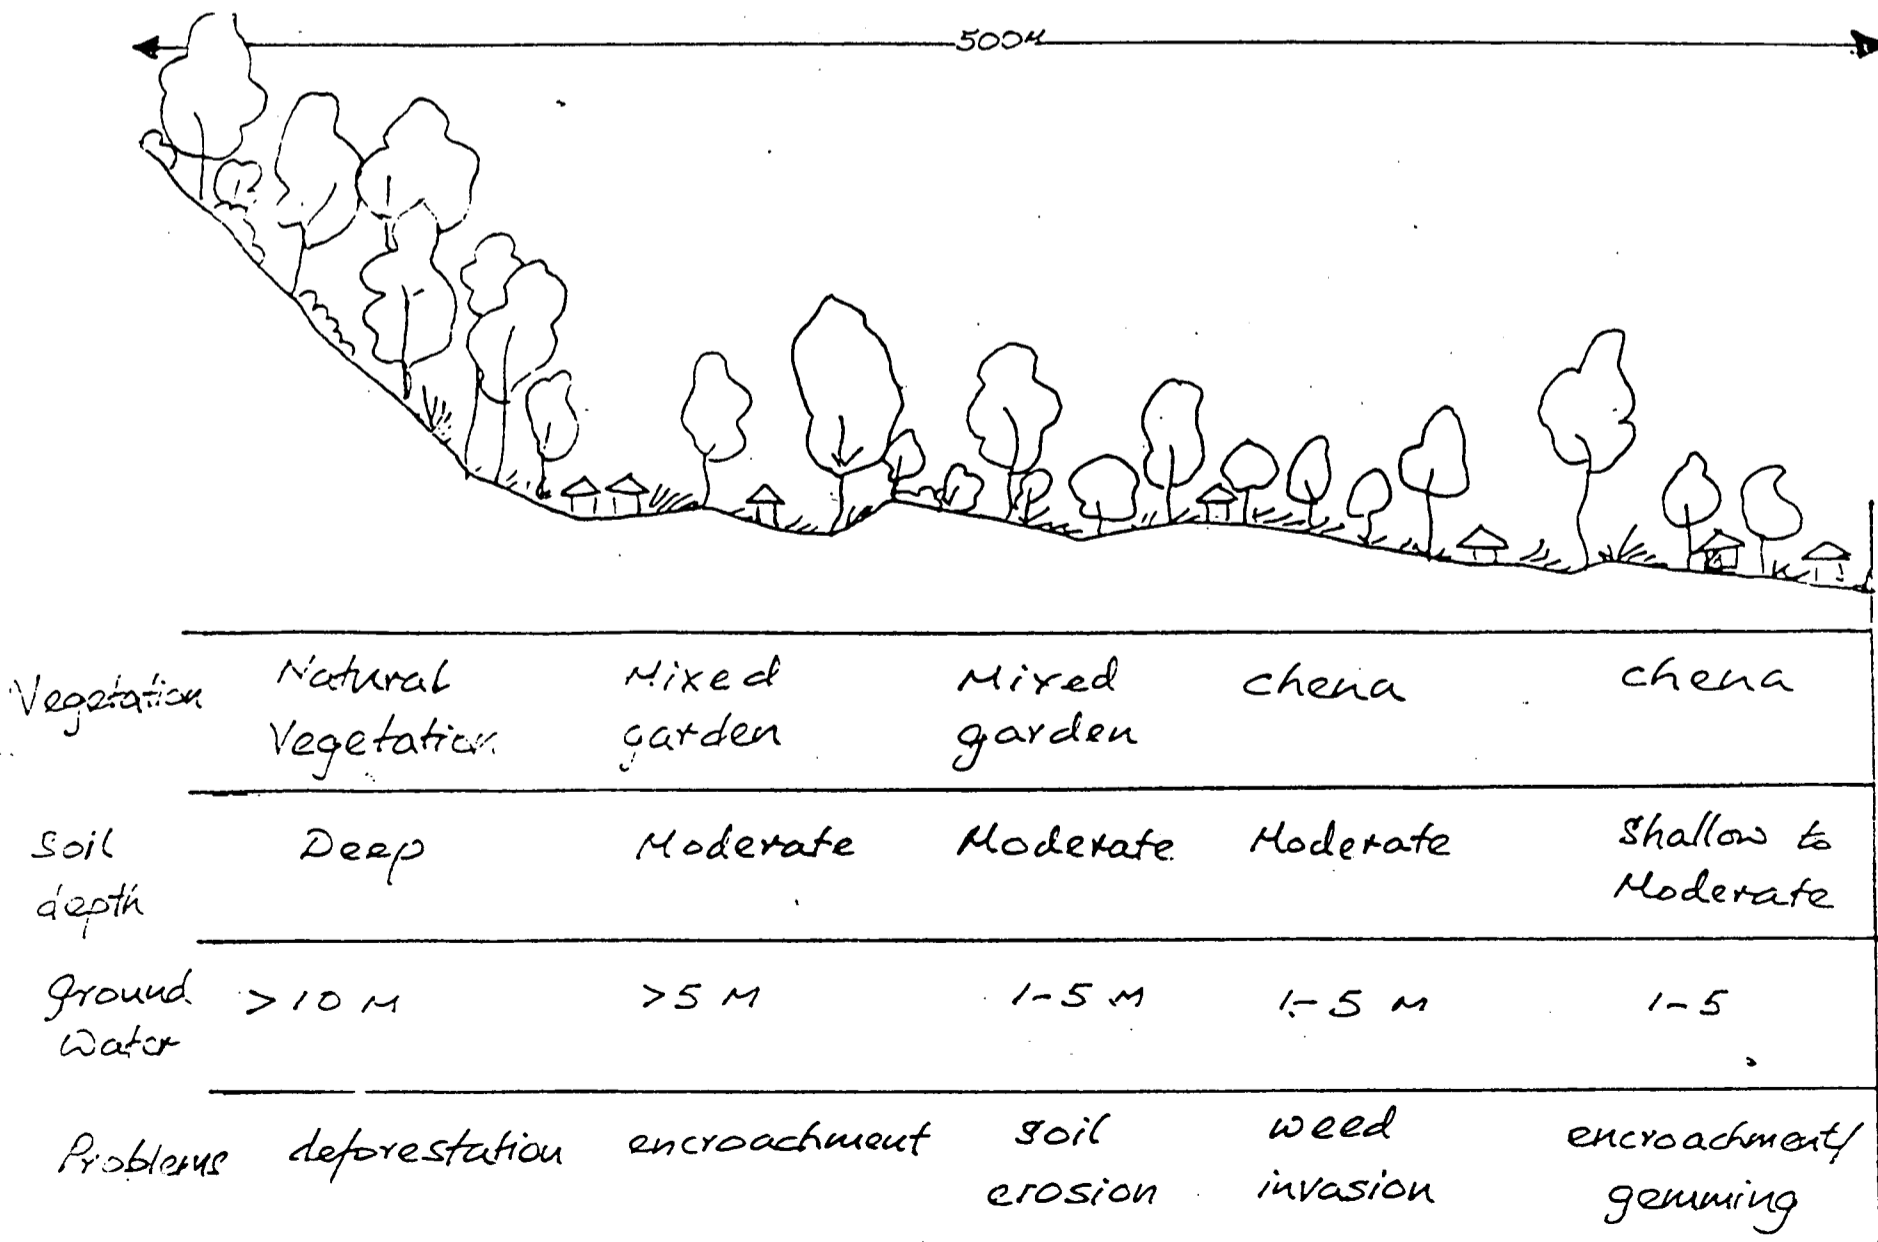 500M
Vegetation Natural Vegetation Mixed garden Mixed garden chena chena
Soil depth Deep Moderate Moderate Moderate Shallow to Moderate
Ground Water >10 M >5 M 1-5 M 1-5 M 1-5
Problems deforestation encroachment soil erosion weed invasion encroachment/ gemming